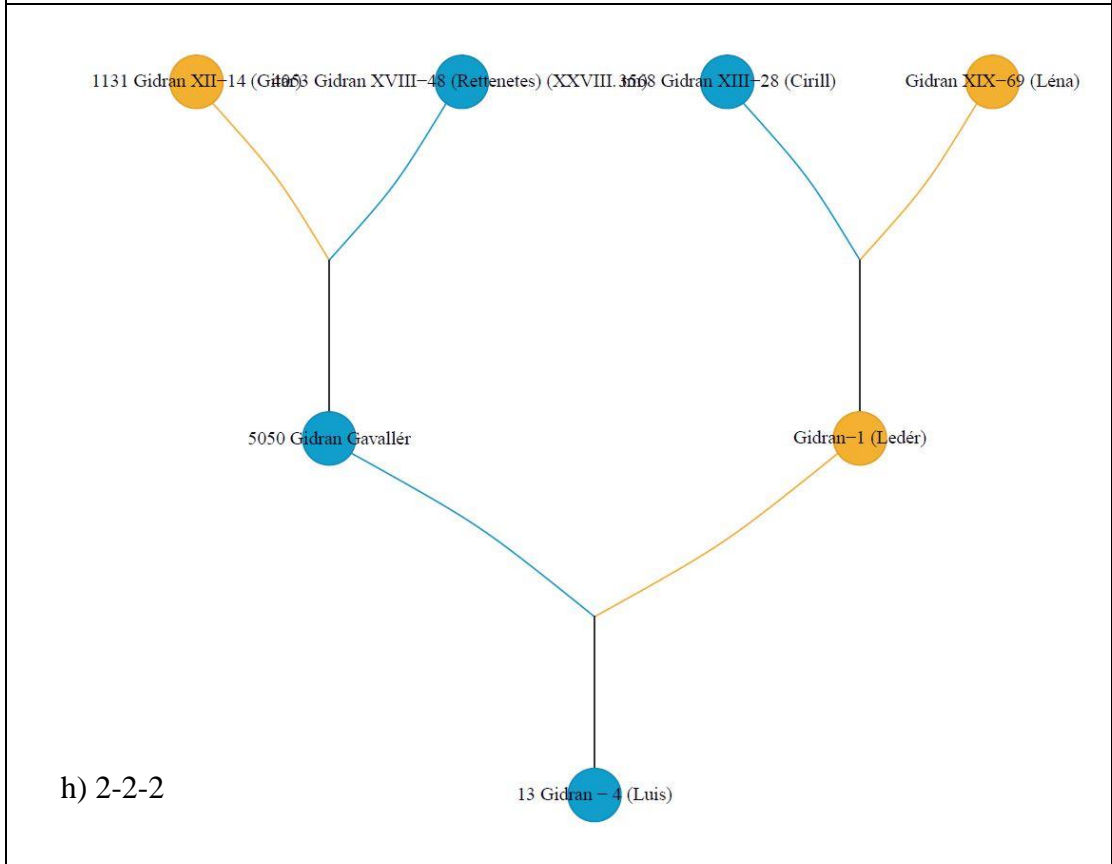 1131 Gidran XII−14
Gidran XVIII−48 (Rettenetes)
Gidran XIII−28 (Cirill)
Gidran XIX−69 (Léna)
5050 Gidran Gavallér
Gidran−1 (Ledér)
13 Gidran − 4 (Luis)
h) 2-2-2